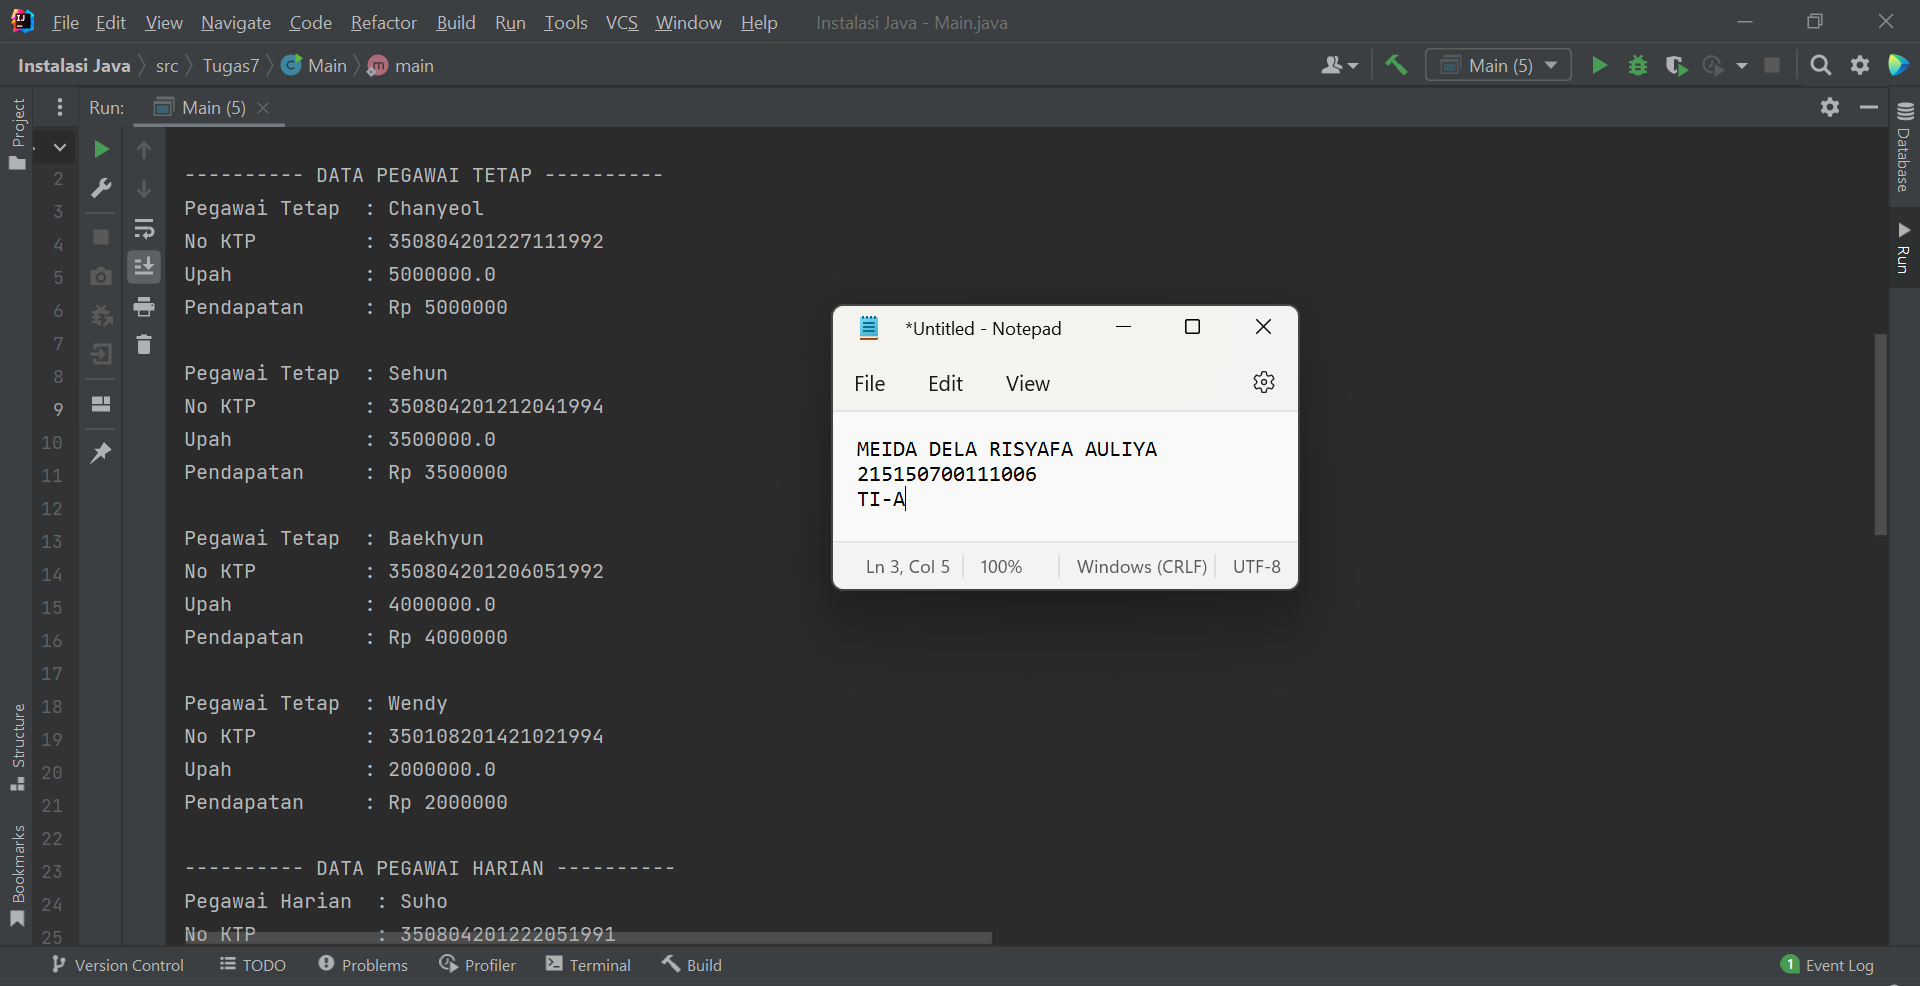 File Edit View Navigate Code Refactor Build Run Tools VCS Window Help Instalasi Java - Main.java
Instalasi Java src Tugas7 Main main Main (5)
Project
Run: Main (5)
Database
Run
---------- DATA PEGAWAI TETAP ----------
2
Pegawai Tetap : Chanyeol
3
No KTP : 350804201227111992
4
Upah : 5000000.0
5
Pendapatan : Rp 5000000
6
7
Pegawai Tetap : Sehun
8
No KTP : 350804201212041994
9
Upah : 3500000.0
10
Pendapatan : Rp 3500000
11
12
Pegawai Tetap : Baekhyun
13
No KTP : 350804201206051992
14
Upah : 4000000.0
15
Pendapatan : Rp 4000000
16
17
Pegawai Tetap : Wendy
18
No KTP : 350108201421021994
19
Upah : 2000000.0
20
Pendapatan : Rp 2000000
21
22
---------- DATA PEGAWAI HARIAN ----------
23
Pegawai Harian : Suho
24
No KTP : 350804201222051991
25
*Untitled - Notepad
File Edit View
MEIDA DELA RISYAFA AULIYA
215150700111006
TI-A
Ln 3, Col 5 100% Windows (CRLF) UTF-8
Structure
Bookmarks
Version Control TODO Problems Profiler Terminal Build 1 Event Log